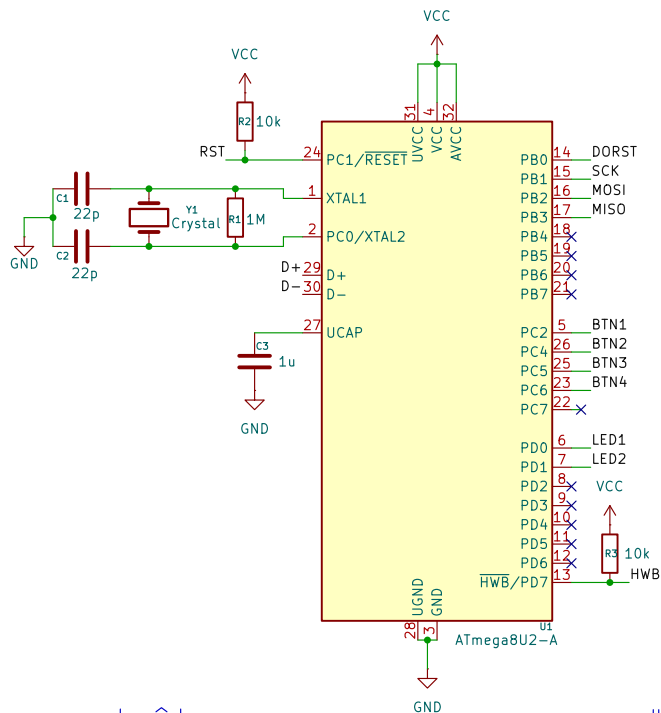 VCC
VCC
R2 10k
RST
31
4
32
UVCC
VCC
AVCC
24 PC1/RESET
PB0 14 DORST
PB1 15 SCK
1 XTAL1
PB2 16 MOSI
PB3 17 MISO
C1
22p
Y1
Crystal
R1 1M
2 PC0/XTAL2
PB4 18
C2
22p
GND
PB5 19
D+ 29 D+
PB6 20
D- 30 D-
PB7 21
27 UCAP
PC2 5 BTN1
C3
1u
PC4 26 BTN2
PC5 25 BTN3
PC6 23 BTN4
PC7 22
GND
PD0 6 LED1
PD1 7 LED2
PD2 8
VCC
PD3 9
PD4 10
PD5 11
R3 10k
PD6 12
HWB/PD7 13 HWB
UGND
GND
28
3
U1
ATmega8U2-A
GND